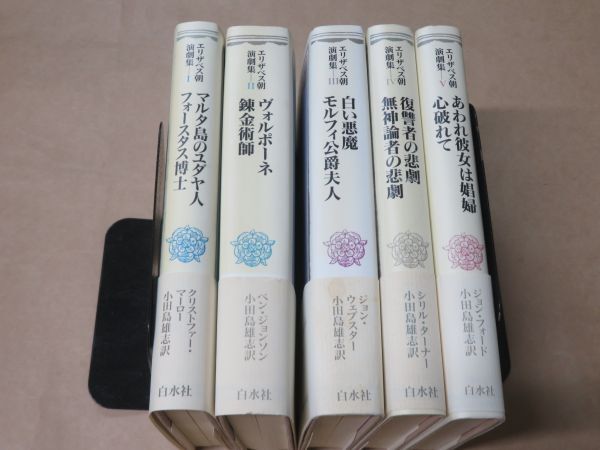 エリザベス朝
演劇集 I
マルタ島のユダヤ人
フォースタス博士
クリストファー・
マーロー
小田島雄志訳
白水社
エリザベス朝
演劇集 II
ヴォルポーネ
錬金術師
ベン・ジョンソン
小田島雄志訳
白水社
エリザベス朝
演劇集 III
白い悪魔
モルフィ公爵夫人
ジョン・
ウェブスター
小田島雄志訳
白水社
エリザベス朝
演劇集 IV
復讐者の悲劇
無神論者の悲劇
シリル・ターナー
小田島雄志訳
白水社
エリザベス朝
演劇集 V
あわれ彼女は娼婦
心破れて
ジョン・フォード
小田島雄志訳
白水社